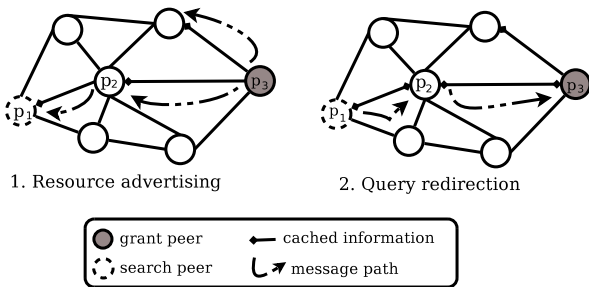 p₂
p₃
p₁
1. Resource advertising
p₂
p₃
p₁
2. Query redirection
grant peer
cached information
search peer
message path